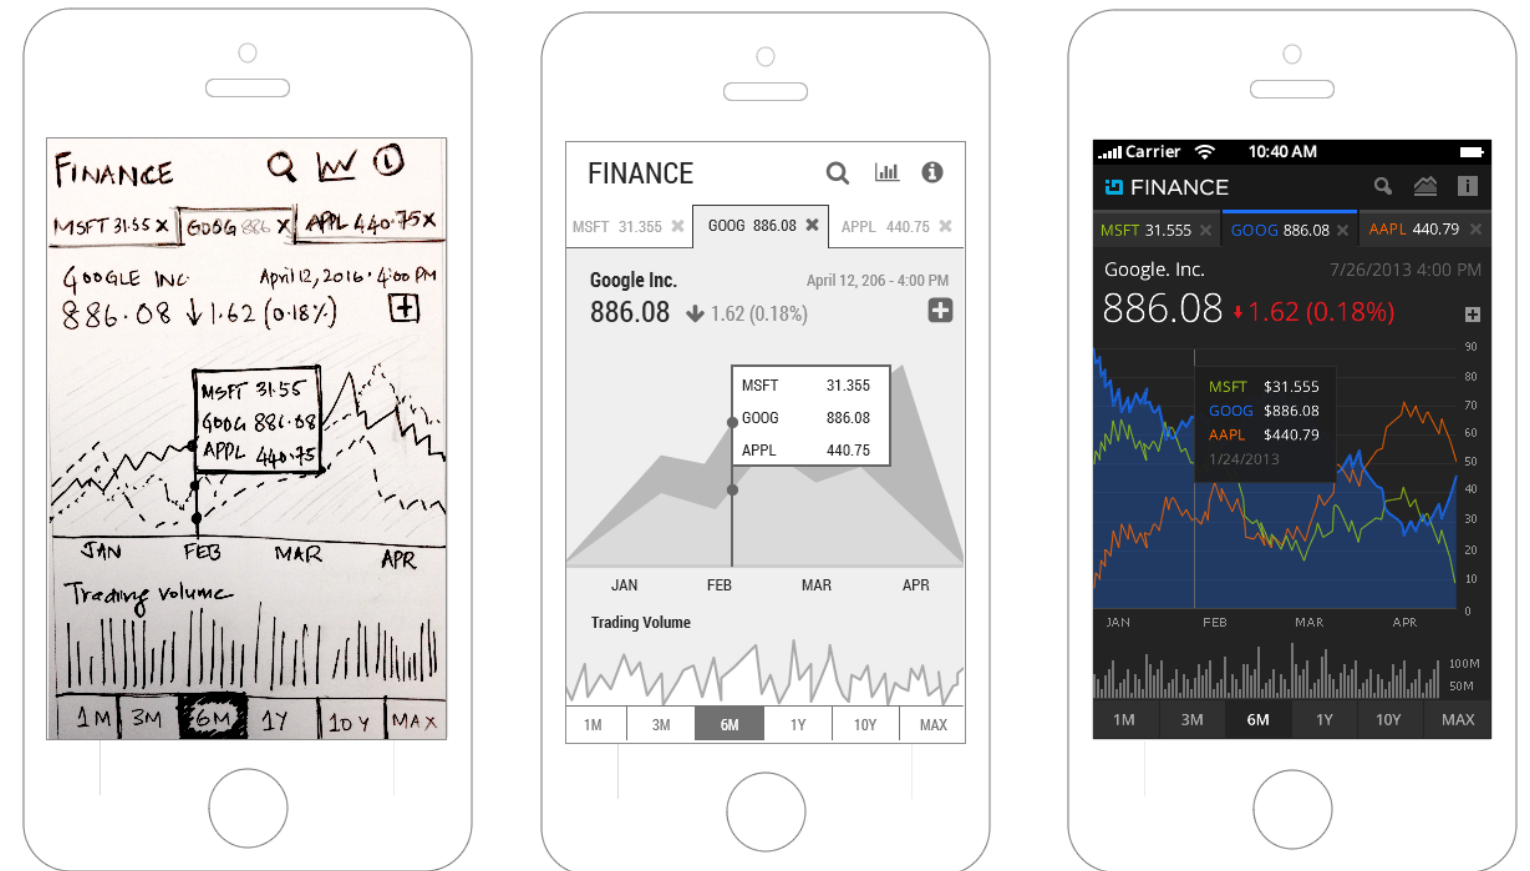 FINANCE
MSFT 31.55 X GOOG 886 X APPL 440.75 X
GOOGLE INC. April 12, 2016 · 4:00 PM
886.08 ↓ 1.62 (0.18%)
MSFT 31.55
GOOG 886.08
APPL 440.75
JAN FEB MAR APR
Trading volume
1M 3M 6M 1Y 10Y MAX
FINANCE
MSFT 31.355 GOOG 886.08 APPL 440.75
Google Inc. April 12, 206 - 4:00 PM
886.08 1.62 (0.18%)
MSFT 31.355
GOOG 886.08
APPL 440.75
JAN FEB MAR APR
Trading Volume
1M 3M 6M 1Y 10Y MAX
Carrier 10:40 AM
FINANCE
MSFT 31.555 GOOG 886.08 AAPL 440.79
Google. Inc. 7/26/2013 4:00 PM
886.08 1.62 (0.18%)
90
80
70
60
50
40
30
20
10
0
MSFT $31.555
GOOG $886.08
AAPL $440.79
1/24/2013
JAN FEB MAR APR
100M
50M
1M 3M 6M 1Y 10Y MAX